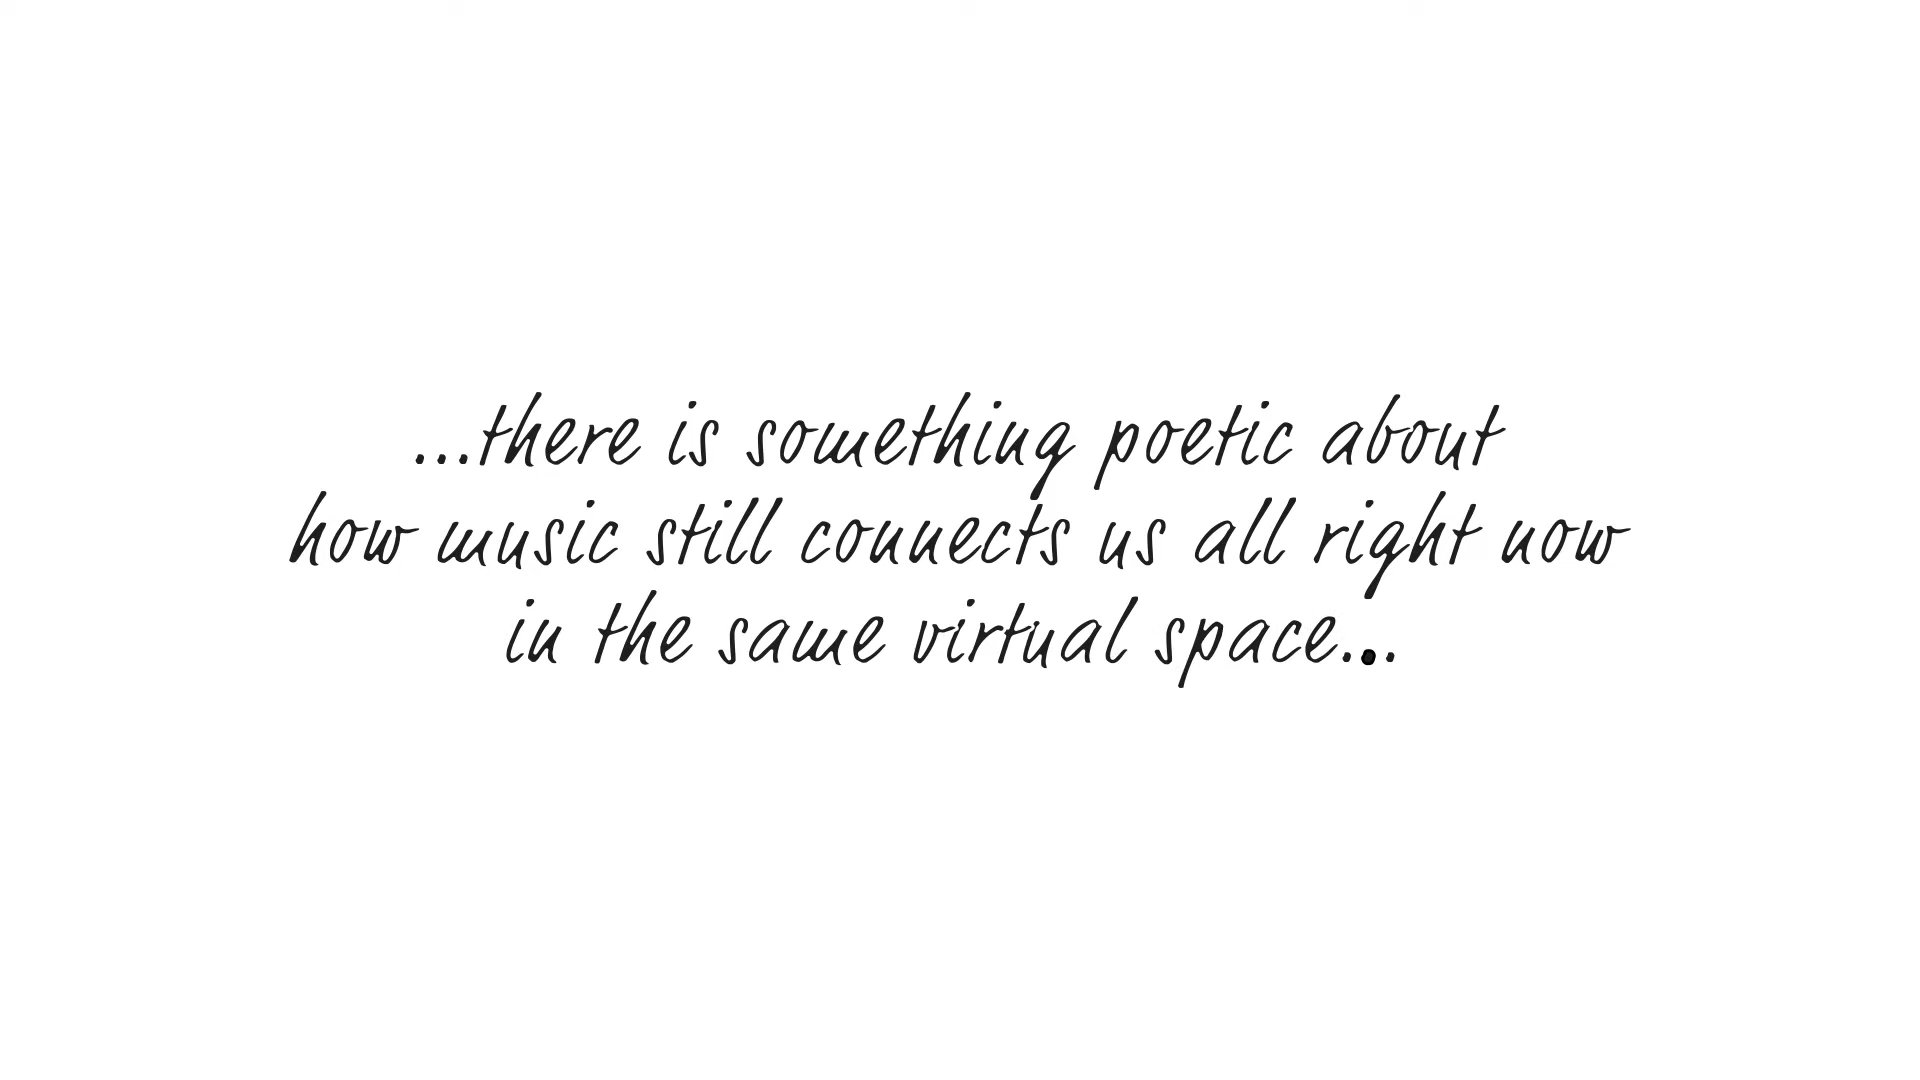 ...there is something poetic about
how music still connects us all right now
in the same virtual space...